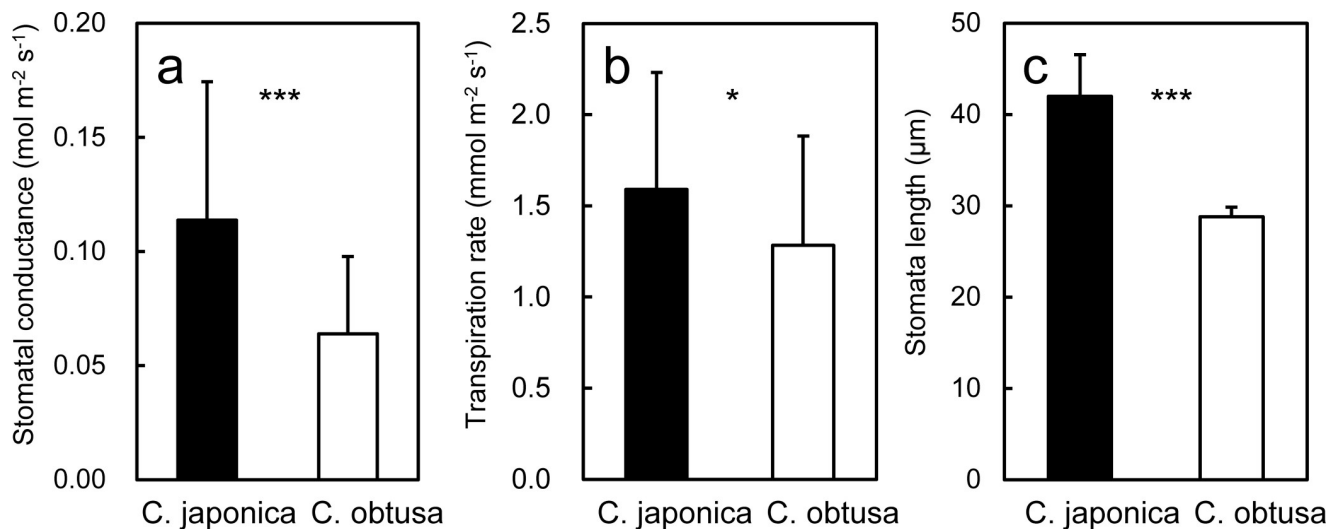 Stomatal conductance (mol m⁻² s⁻¹)
0.20
0.15
0.10
0.05
0.00
a
***
C. japonica C. obtusa
Transpiration rate (mmol m⁻² s⁻¹)
2.5
2.0
1.5
1.0
0.5
0.0
b
*
C. japonica C. obtusa
Stomata length (µm)
50
40
30
20
10
0
c
***
C. japonica C. obtusa